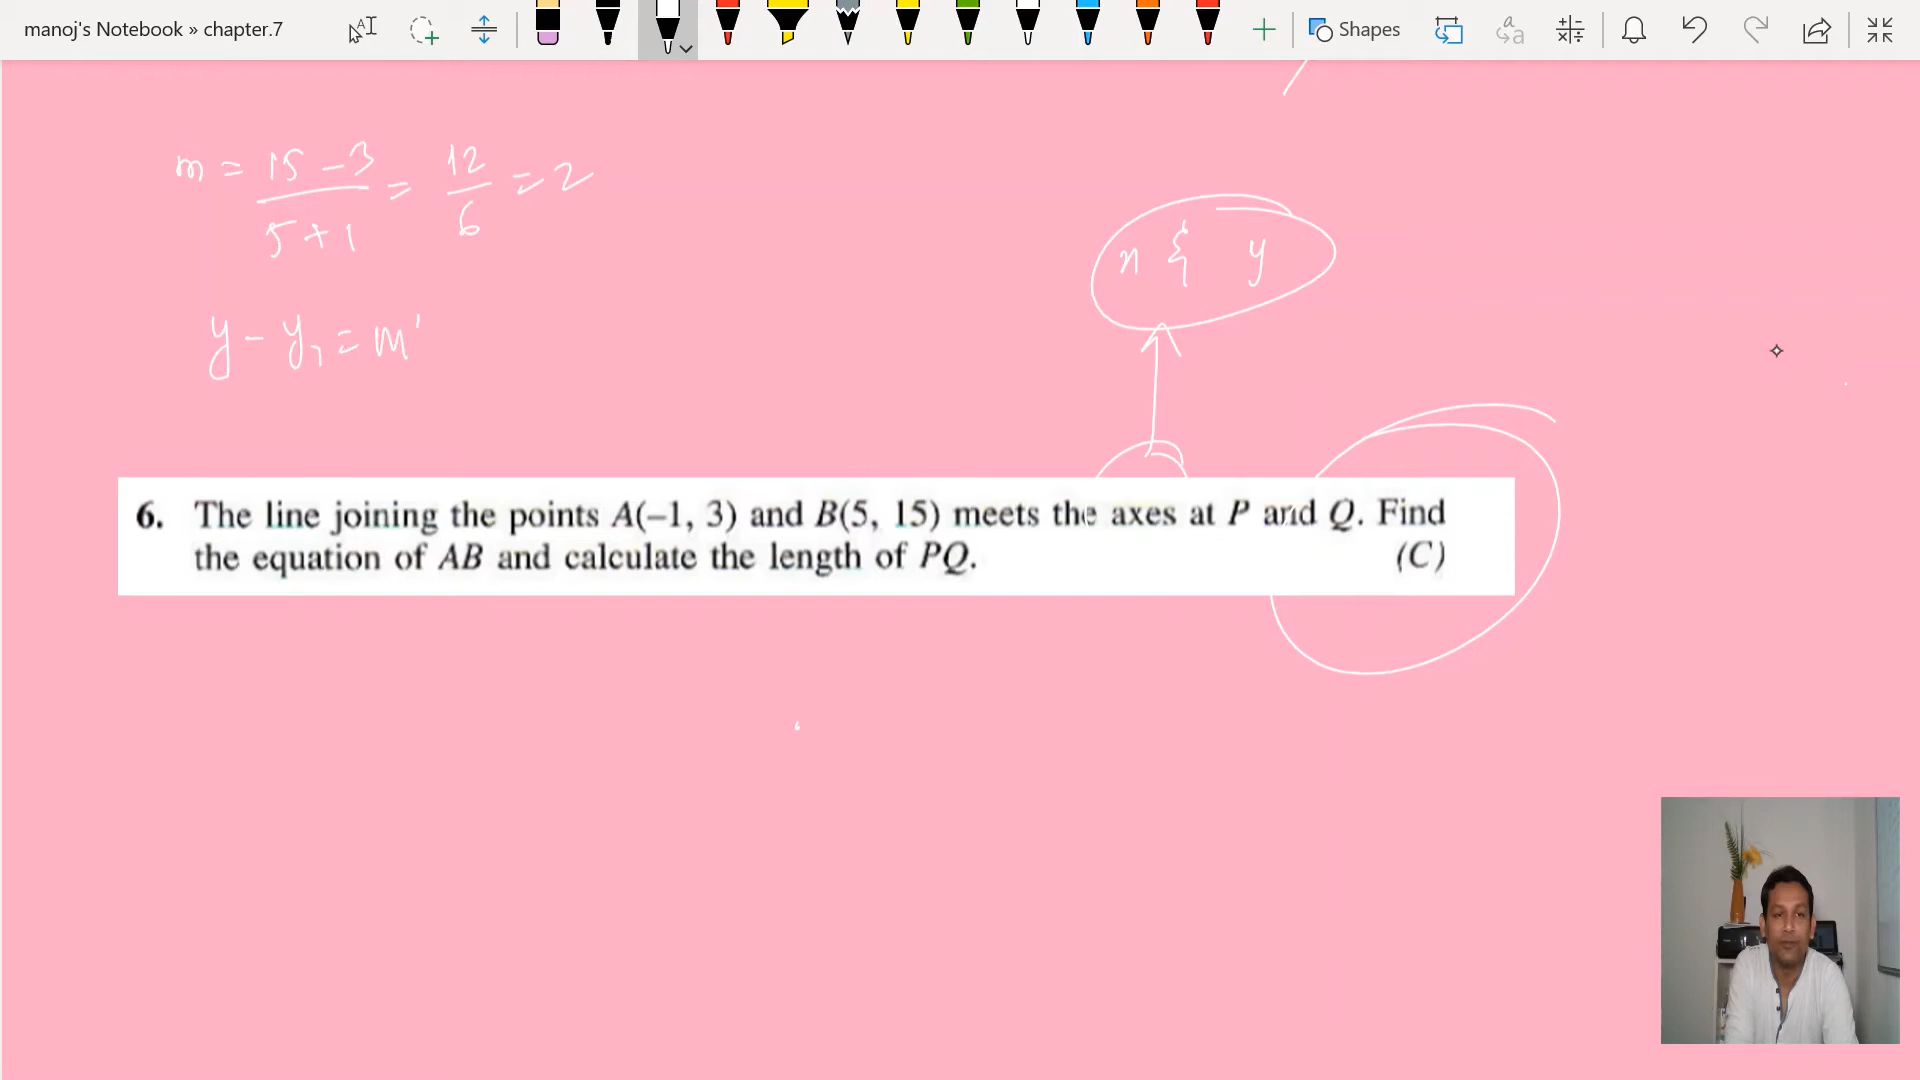 manoj's Notebook » chapter.7
Shapes
m = 15 - 3 / 5 + 1 = 12 / 6 = 2
x & y
y - y₁ = m
6. The line joining the points A(–1, 3) and B(5, 15) meets the axes at P and Q. Find
the equation of AB and calculate the length of PQ. (C)